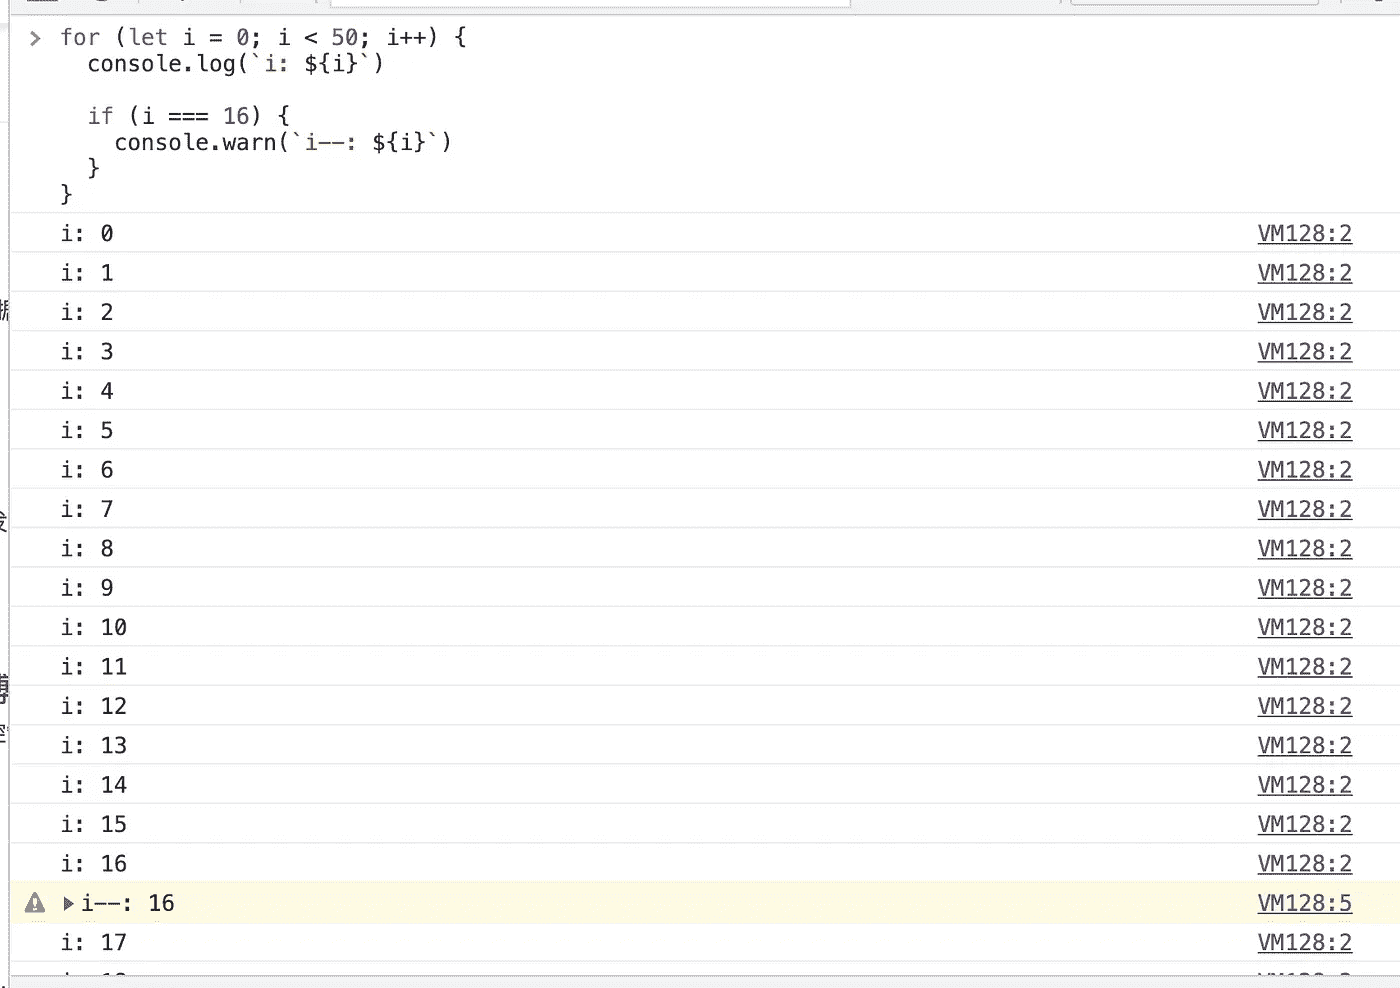 for (let i = 0; i < 50; i++) {
console.log(`i: ${i}`)
if (i === 16) {
console.warn(`i--: ${i}`)
}
}
i: 0 VM128:2
i: 1 VM128:2
i: 2 VM128:2
i: 3 VM128:2
i: 4 VM128:2
i: 5 VM128:2
i: 6 VM128:2
i: 7 VM128:2
i: 8 VM128:2
i: 9 VM128:2
i: 10 VM128:2
i: 11 VM128:2
i: 12 VM128:2
i: 13 VM128:2
i: 14 VM128:2
i: 15 VM128:2
i: 16 VM128:2
i--: 16 VM128:5
i: 17 VM128:2